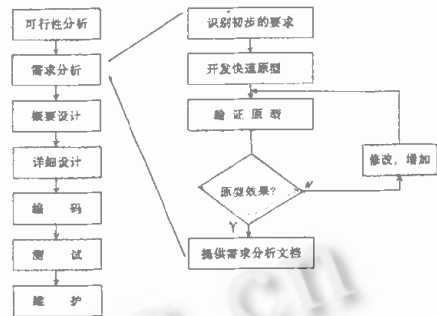 可行性分析
需求分析
概要设计
详细设计
编 码
测 试
维 护
识别初步的要求
开发快速原型
验 证 原 型
原型效果?
N
修改，增加
Y
提供需求分析文档